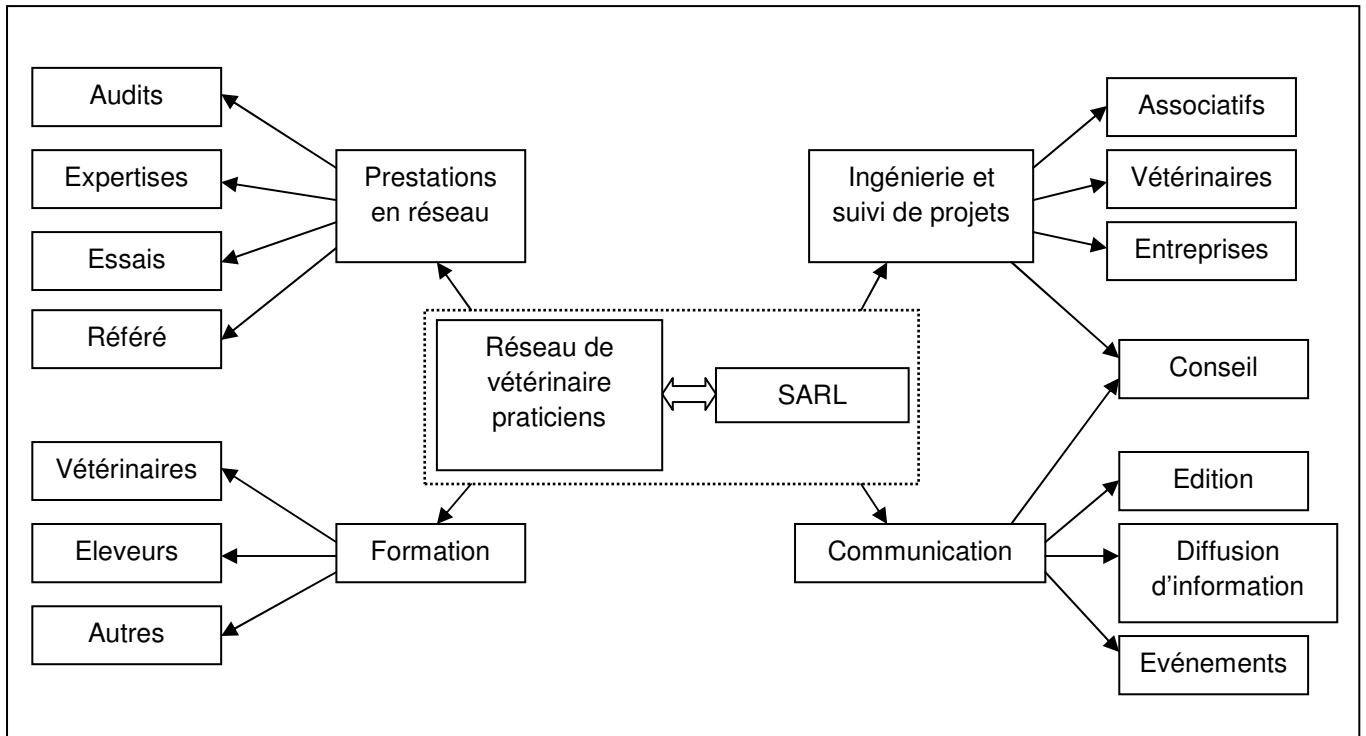 Audits
Expertises
Essais
Référé
Prestations
en réseau
Ingénierie et
suivi de projets
Associatifs
Vétérinaires
Entreprises
Réseau de
vétérinaire
praticiens
SARL
Conseil
Vétérinaires
Eleveurs
Autres
Formation
Communication
Edition
Diffusion
d'information
Evénements